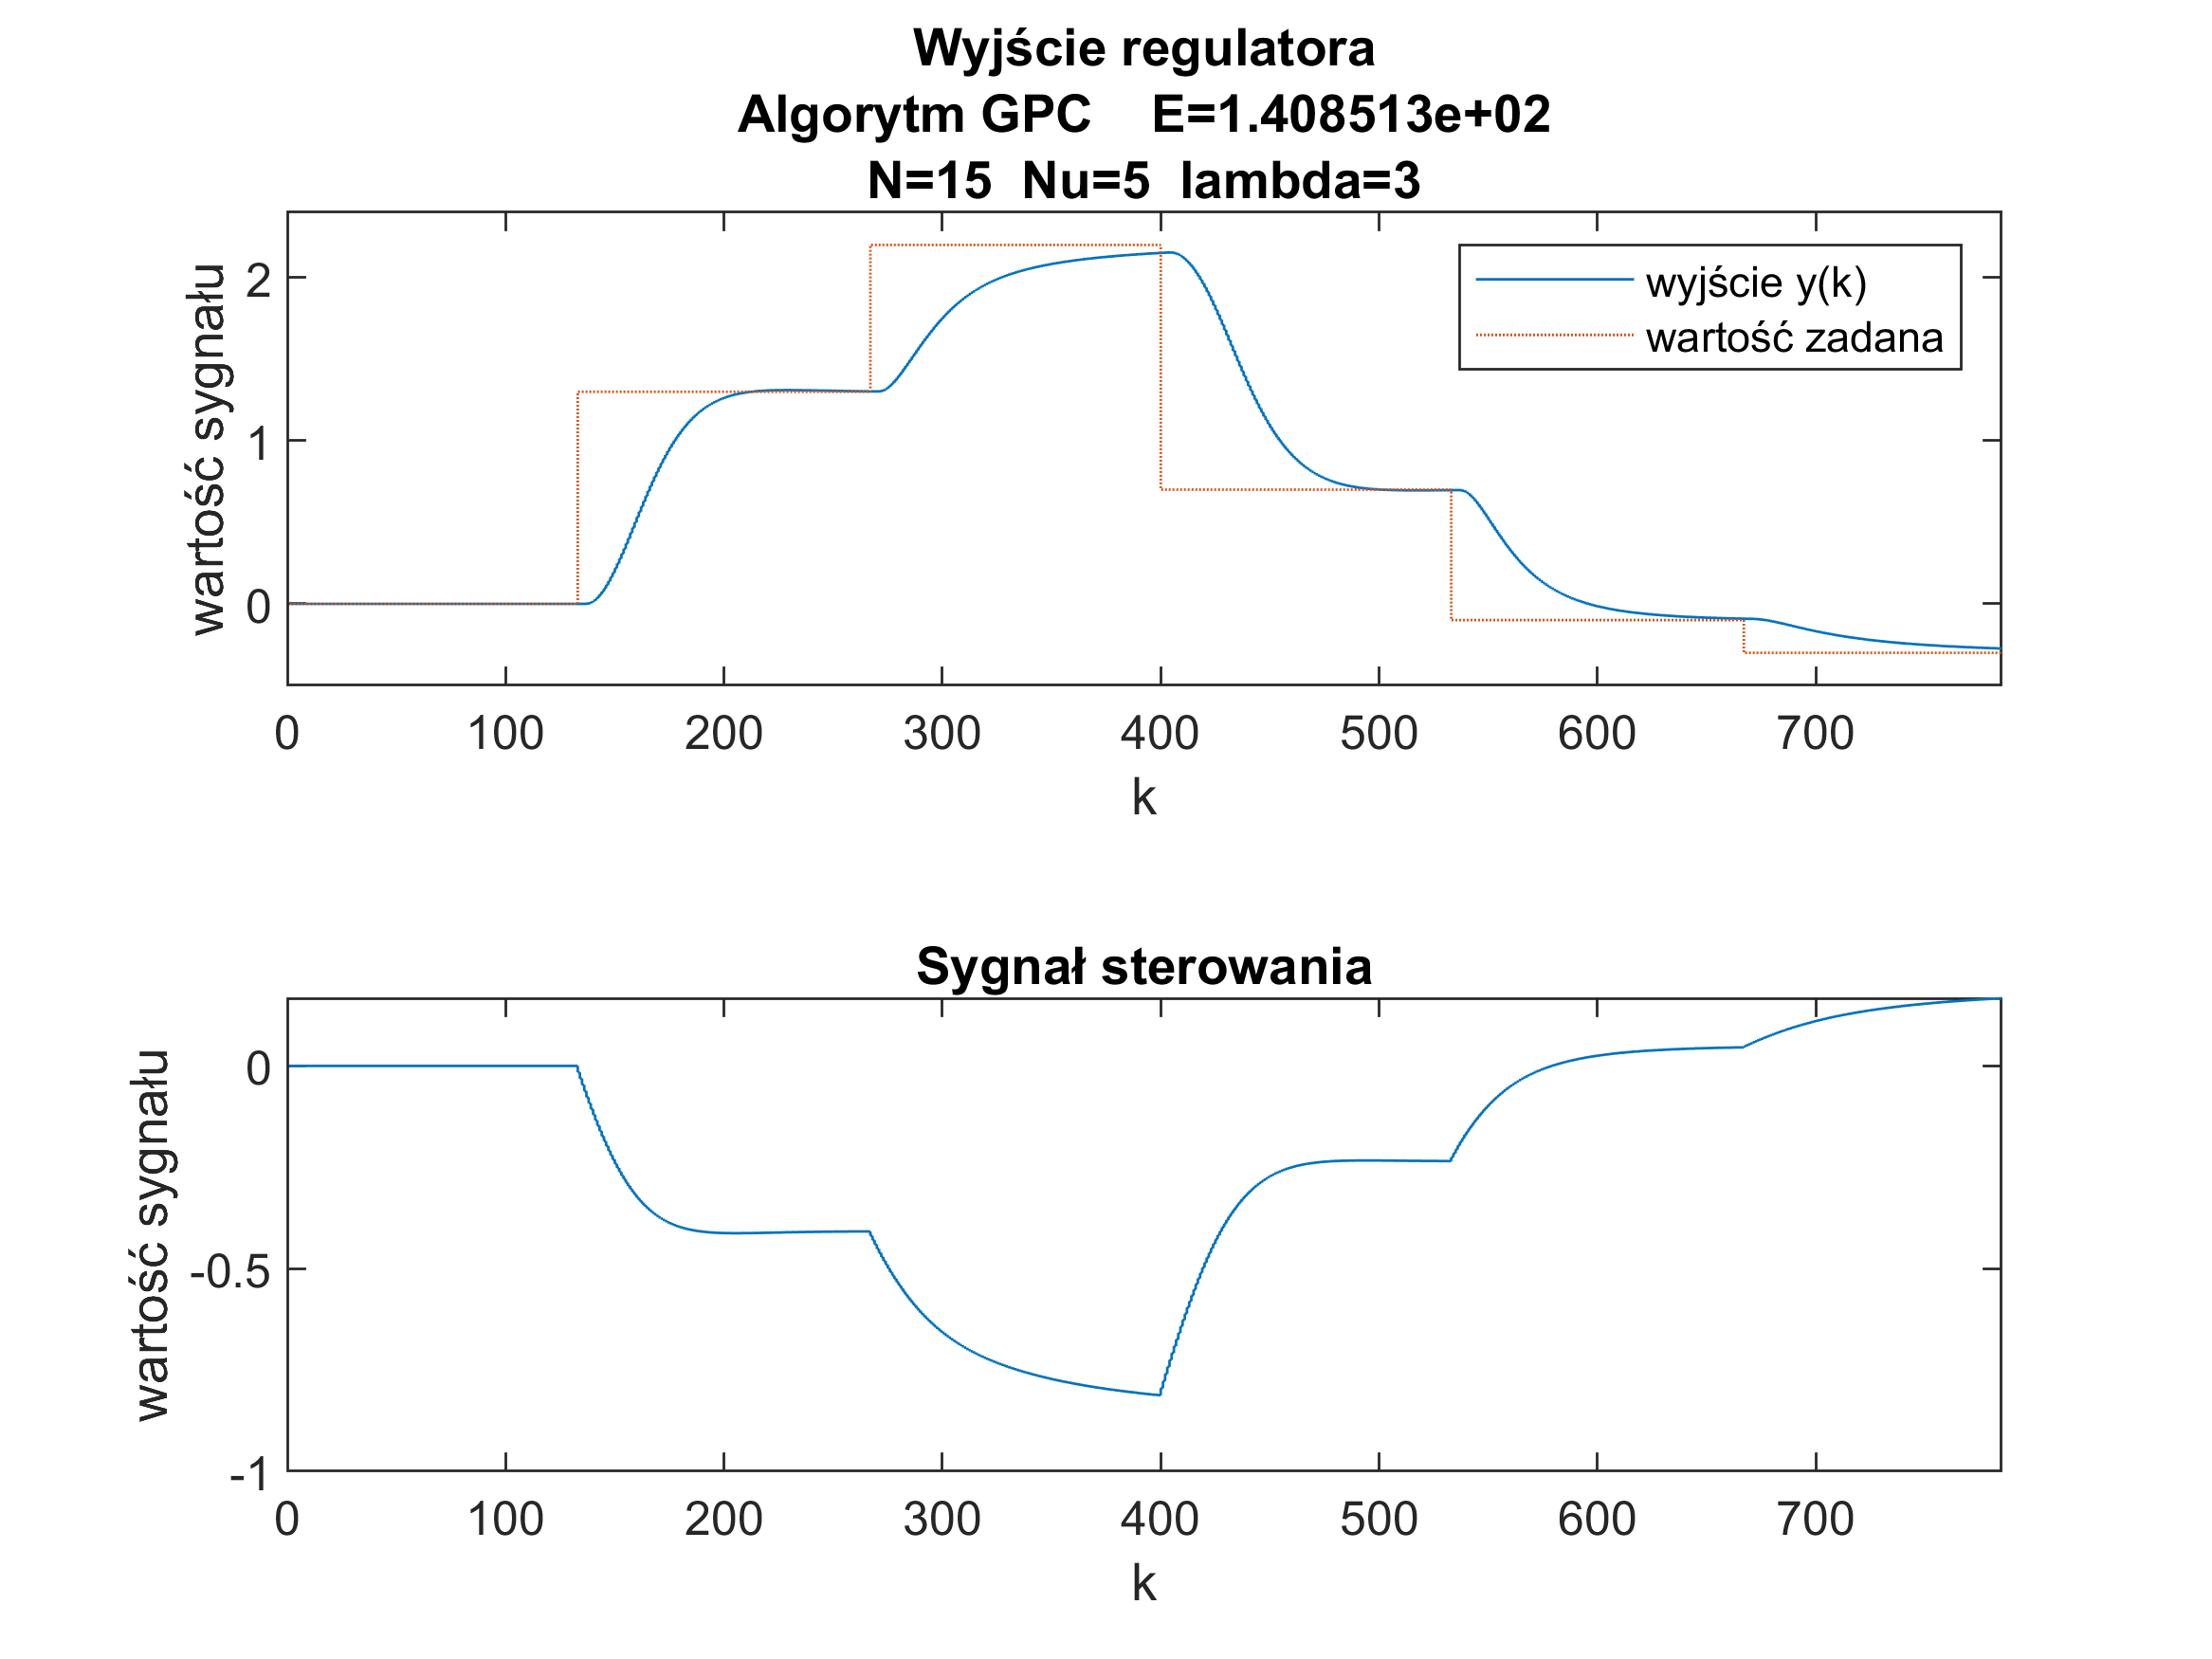 Wyjście regulatora
Algorytm GPC E=1.408513e+02
N=15 Nu=5 lambda=3
wartość sygnału
2
1
0
wyjście y(k)
wartość zadana
0 100 200 300 400 500 600 700
k
Sygnał sterowania
wartość sygnału
0
-0.5
-1
0 100 200 300 400 500 600 700
k